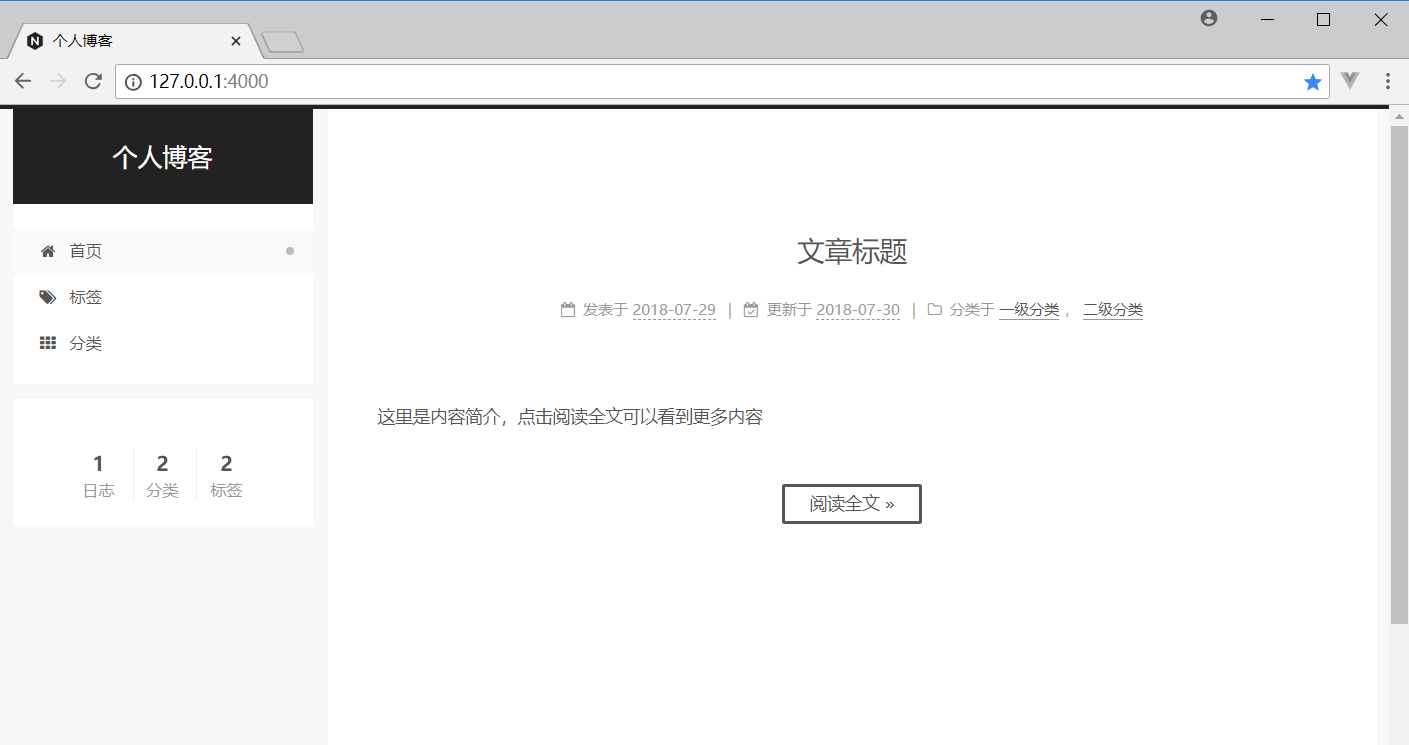 个人博客
127.0.0.1:4000
个人博客
首页
标签
分类
1 2 2
日志 分类 标签
文章标题
发表于 2018-07-29 | 更新于 2018-07-30 | 分类于 一级分类 , 二级分类
这里是内容简介，点击阅读全文可以看到更多内容
阅读全文 »